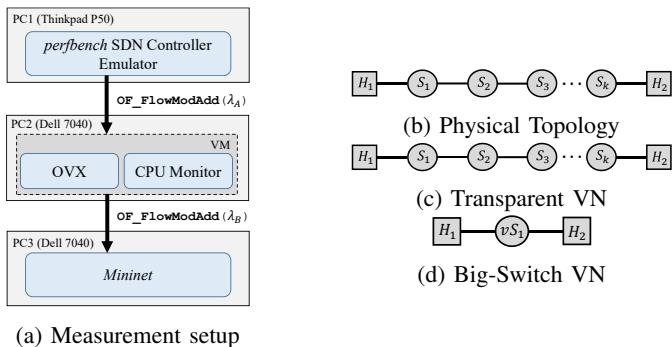 PC1 (Thinkpad P50)
perfbench SDN Controller
Emulator
OF_FlowModAdd(λ_A)
PC2 (Dell 7040)
VM
OVX
CPU Monitor
OF_FlowModAdd(λ_B)
PC3 (Dell 7040)
Mininet
(a) Measurement setup
H₁ S₁ S₂ S₃ ··· Sₖ H₂
(b) Physical Topology
H₁ S₁ S₂ S₃ ··· Sₖ H₂
(c) Transparent VN
H₁ vS₁ H₂
(d) Big-Switch VN